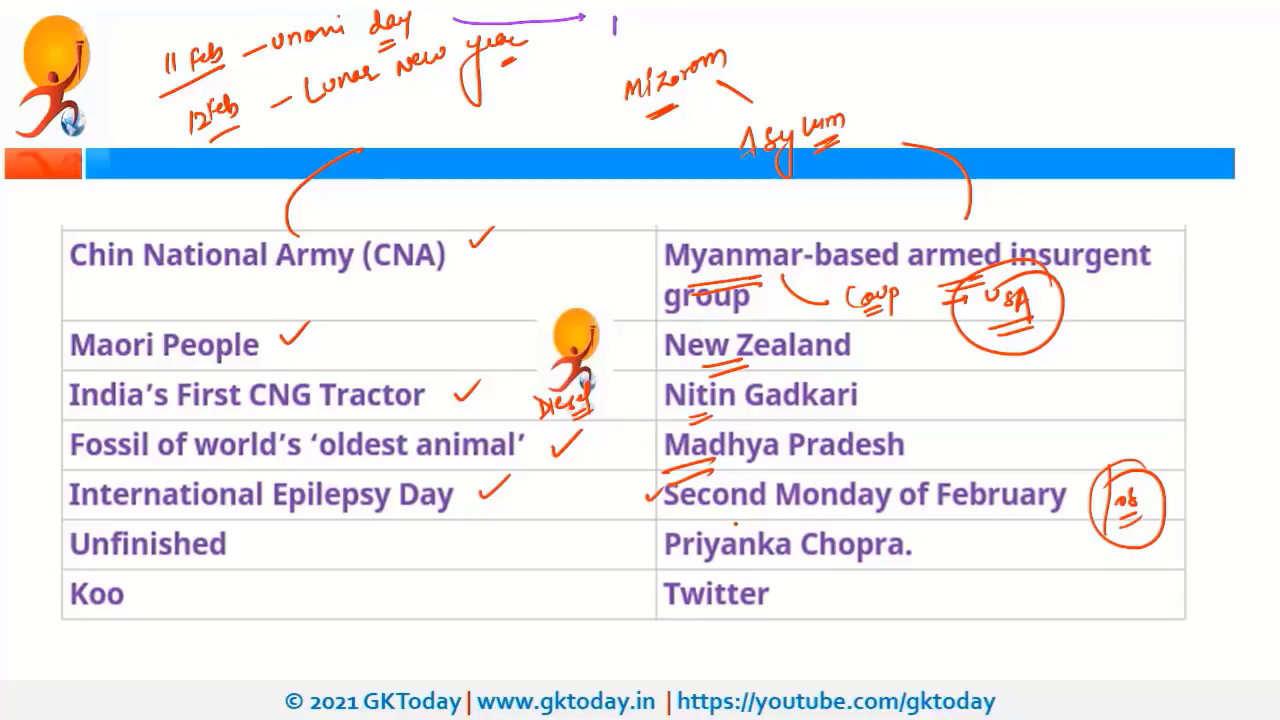 11 Feb – unani day
12 Feb – Lunar New year
Mizoram
Asylum
Chin National Army (CNA) Myanmar-based armed insurgent
group Coup USA
Maori People New Zealand
India's First CNG Tractor Nitin Gadkari
Diesel
Fossil of world's ‘oldest animal’ Madhya Pradesh
International Epilepsy Day Second Monday of February
Unfinished Priyanka Chopra.
Koo Twitter
© 2021 GKToday | www.gktoday.in | https://youtube.com/gktoday